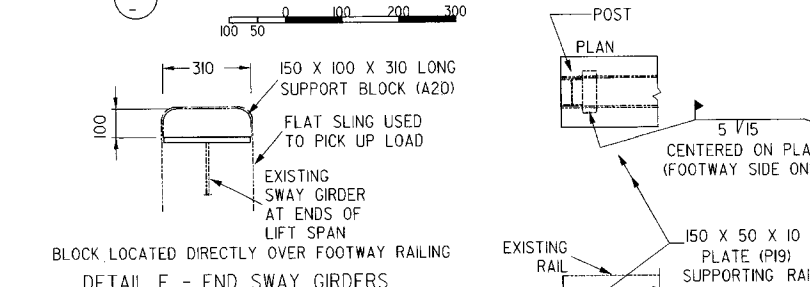 -
100 50 0 100 200 300
310
100
150 X 100 X 310 LONG
SUPPORT BLOCK (A20)
FLAT SLING USED
TO PICK UP LOAD
EXISTING
SWAY GIRDER
AT ENDS OF
LIFT SPAN
BLOCK LOCATED DIRECTLY OVER FOOTWAY RAILING
DETAIL E - END SWAY GIRDERS
POST
PLAN
5 15
CENTERED ON
(FOOTWAY SIDE ON
150 X 50 X 10
PLATE (P19)
SUPPORTING
EXISTING
RAIL